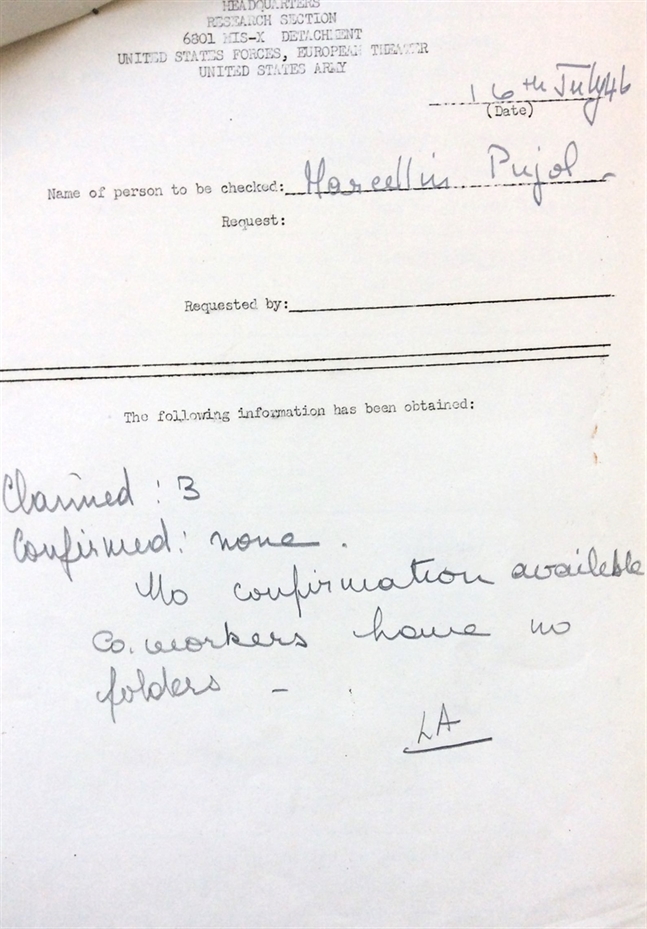 HEADQUARTERS
RESEARCH SECTION
6801 MIS-X DETACHMENT
UNITED STATES FORCES, EUROPEAN THEATER
UNITED STATES ARMY
16th July 46
(Date)
Name of person to be checked: Marcellin Pujol
Request:
Requested by:
The following information has been obtained:
Claimed : 3
Confirmed : none .
No confirmation available
Co. workers have no
folders –
LA